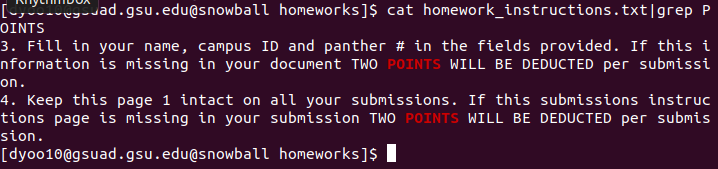 Rhythmbox
[dyoo10@gsuad.gsu.edu@snowball homeworks]$ cat homework_instructions.txt|grep P
OINTS
3. Fill in your name, campus ID and panther # in the fields provided. If this i
nformation is missing in your document TWO POINTS WILL BE DEDUCTED per submissi
on.
4. Keep this page 1 intact on all your submissions. If this submissions instruc
tions page is missing in your submission TWO POINTS WILL BE DEDUCTED per submis
sion.
[dyoo10@gsuad.gsu.edu@snowball homeworks]$